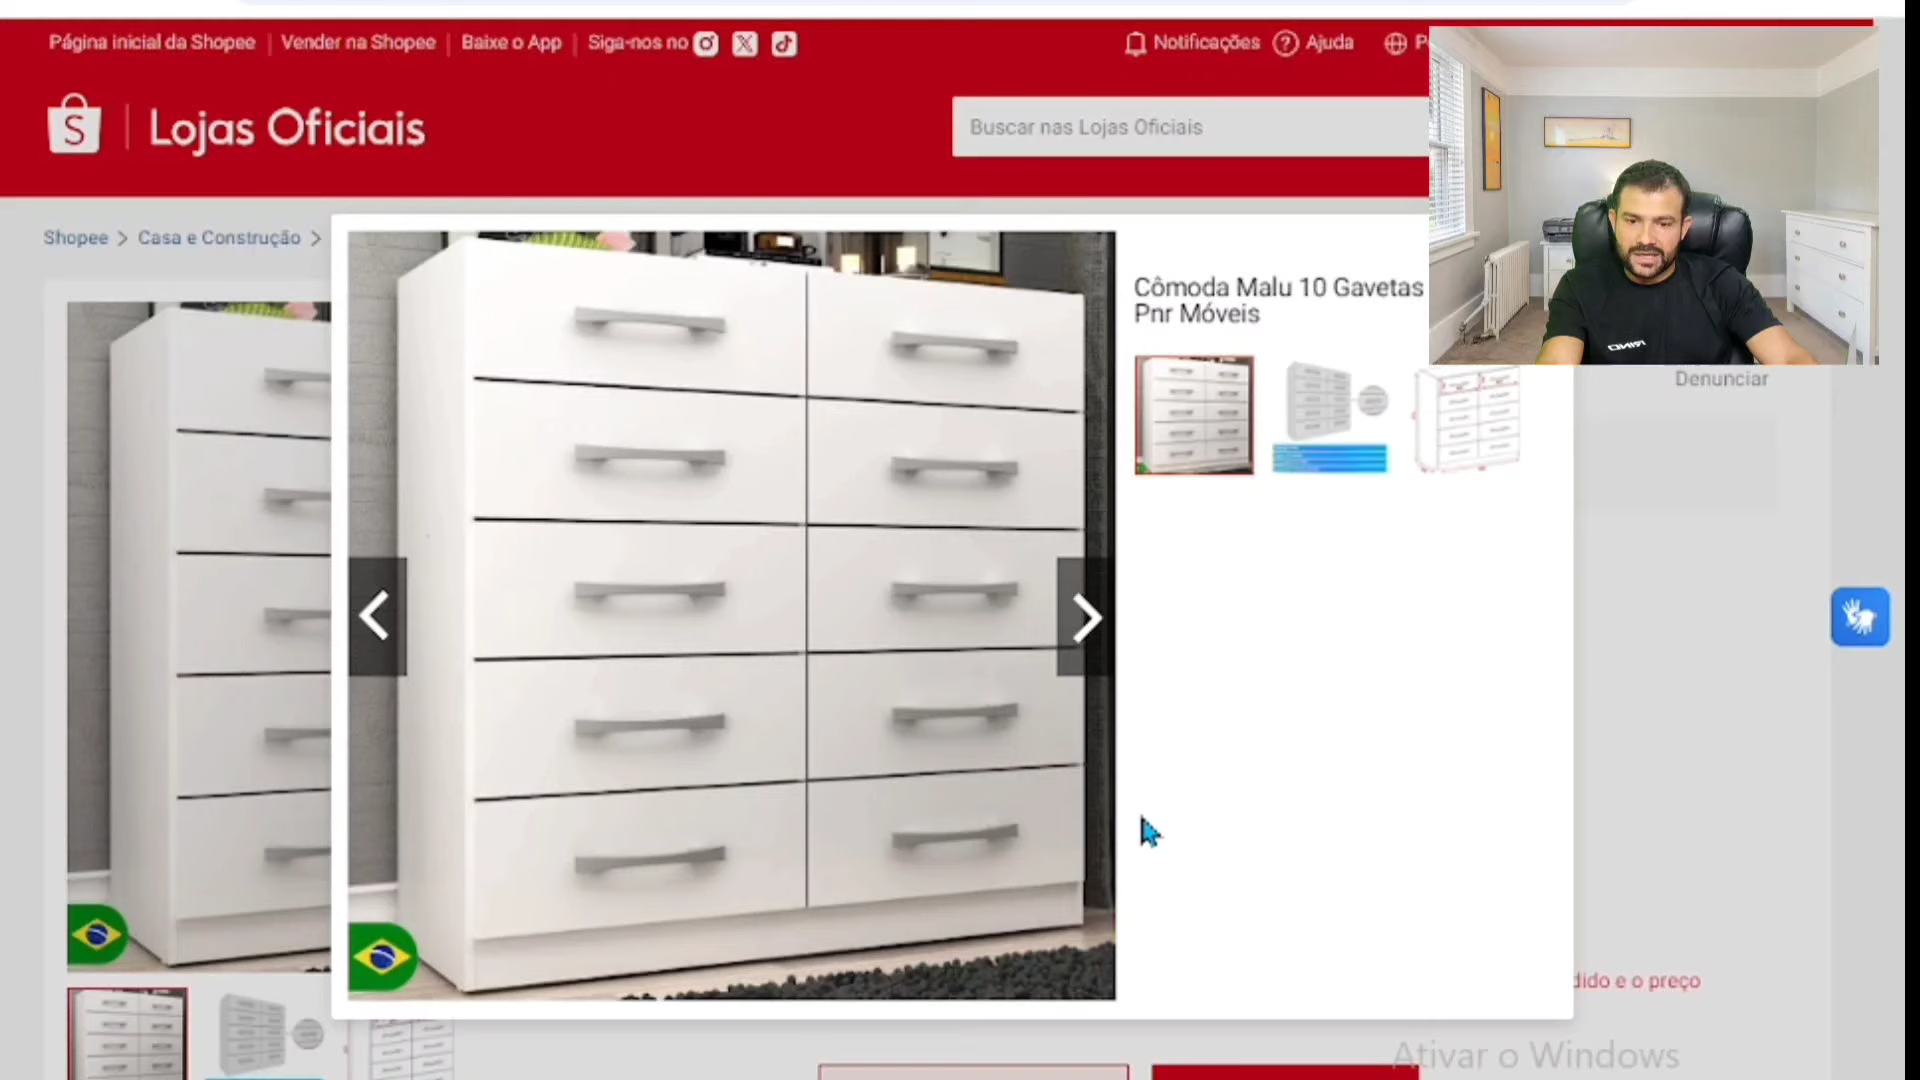 Página inicial da Shopee | Vender na Shopee | Baixe o App | Siga-nos no
Notificações
Ajuda
Lojas Oficiais
Buscar nas Lojas Oficiais
Shopee > Casa e Construção >
Cômoda Malu 10 Gavetas
Pnr Móveis
Denunciar
dido e o preço
Ativar o Windows